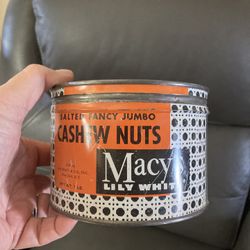 SALTED FANCY JUMBO
CASHEW NUTS
Macy's
LILY WHITE